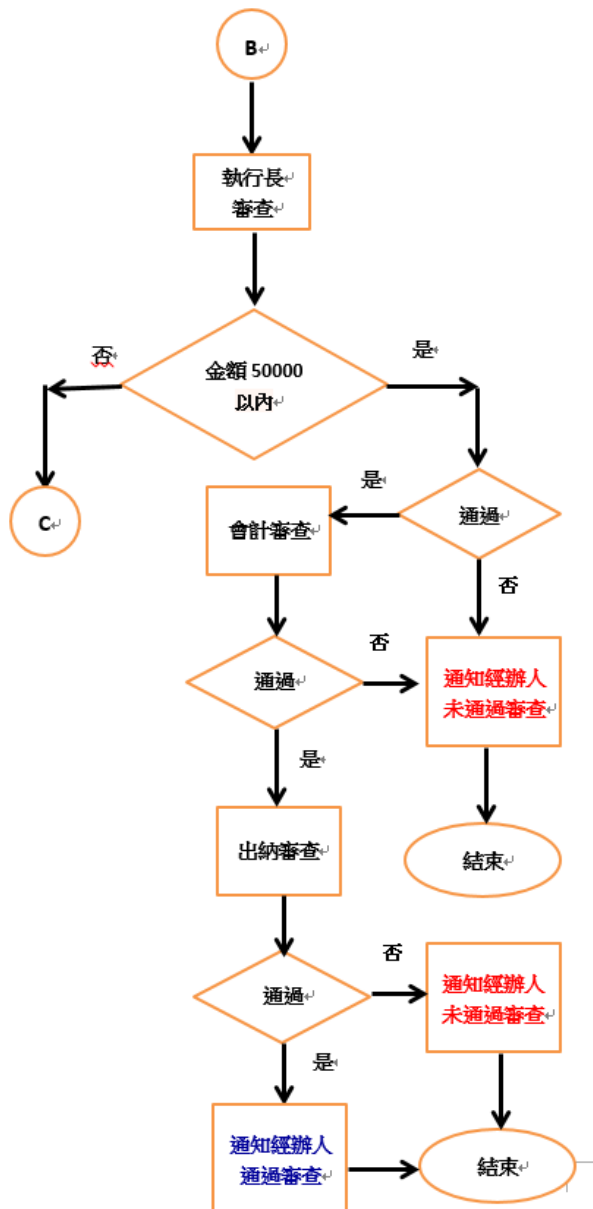 B
執行長
審查
否
金額 50000
以內
是
C
是
會計審查
通過
否
通過
否
通知經辦人
未通過審查
是
出納審查
結束
否
通過
通知經辦人
未通過審查
是
通知經辦人
通過審查
結束